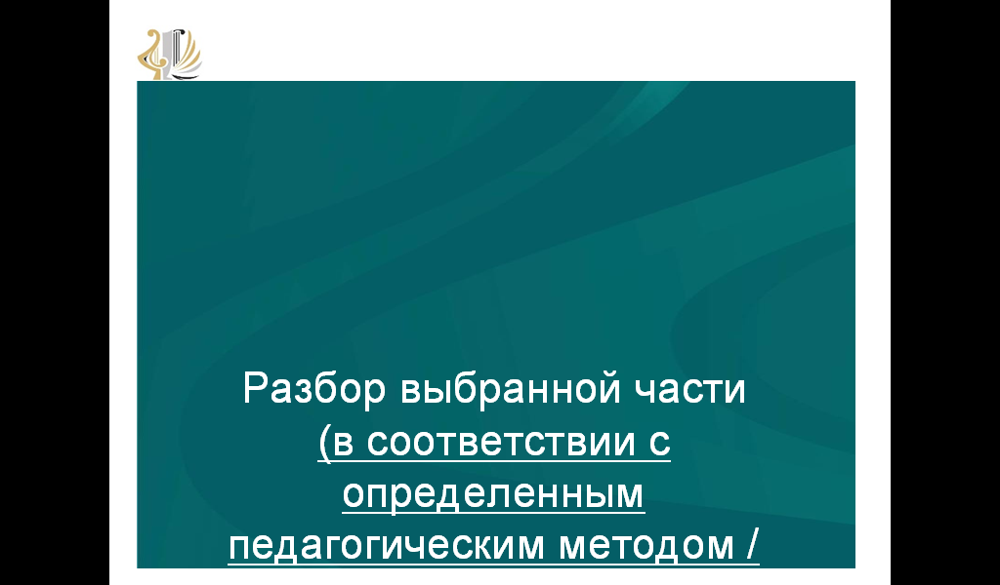 Разбор выбранной части
(в соответствии с
определенным
педагогическим методом /